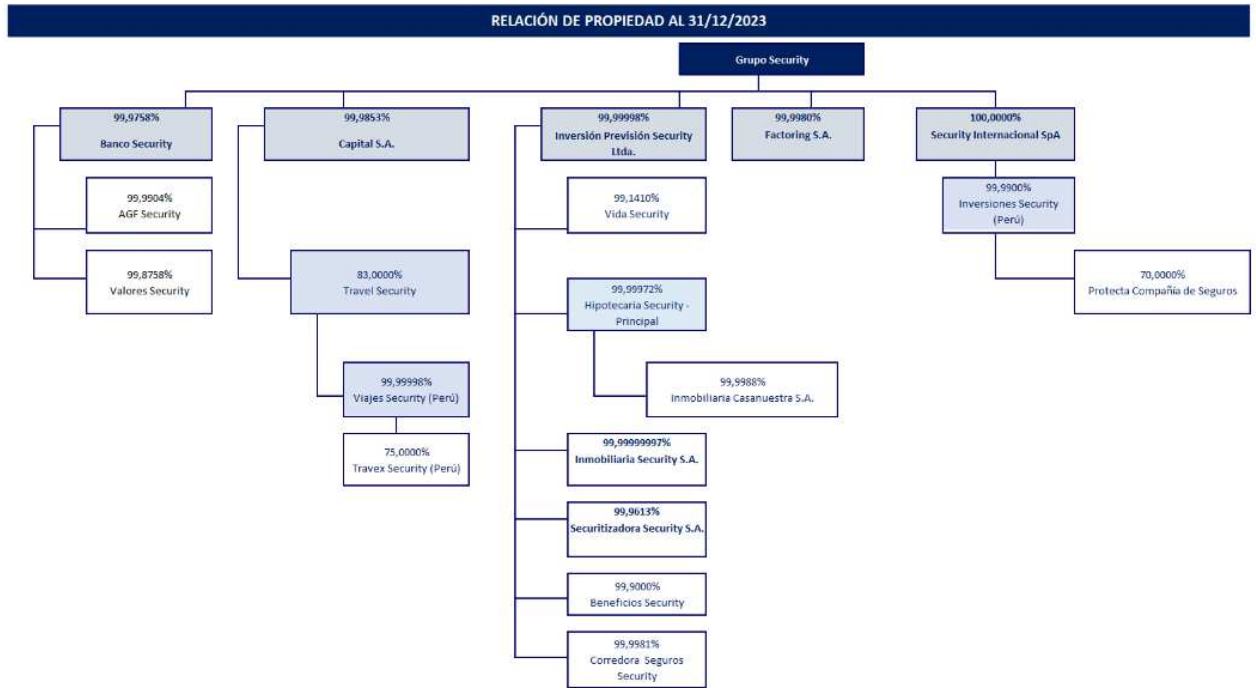 RELACIÓN DE PROPIEDAD AL 31/12/2023
Grupo Security
99,9758%
Banco Security
99,9853%
Capital S.A.
99,99998%
Inversión Previsión Security
Ltda.
99,9980%
Factoring S.A.
100,0000%
Security Internacional SpA
99,9904%
AGF Security
99,1410%
Vida Security
99,9900%
Inversiones Security
(Perú)
99,8758%
Valores Security
83,0000%
Travel Security
99,99972%
Hipotecaria Security -
Principal
70,0000%
Protecta Compañía de Seguros
99,99998%
Viajes Security (Perú)
99,9988%
Inmobiliaria Casanuestra S.A.
75,0000%
Travex Security (Perú)
99,99999997%
Inmobiliaria Security S.A.
99,9613%
Securitizadora Security S.A.
99,9000%
Beneficios Security
99,9981%
Corredora Seguros
Security